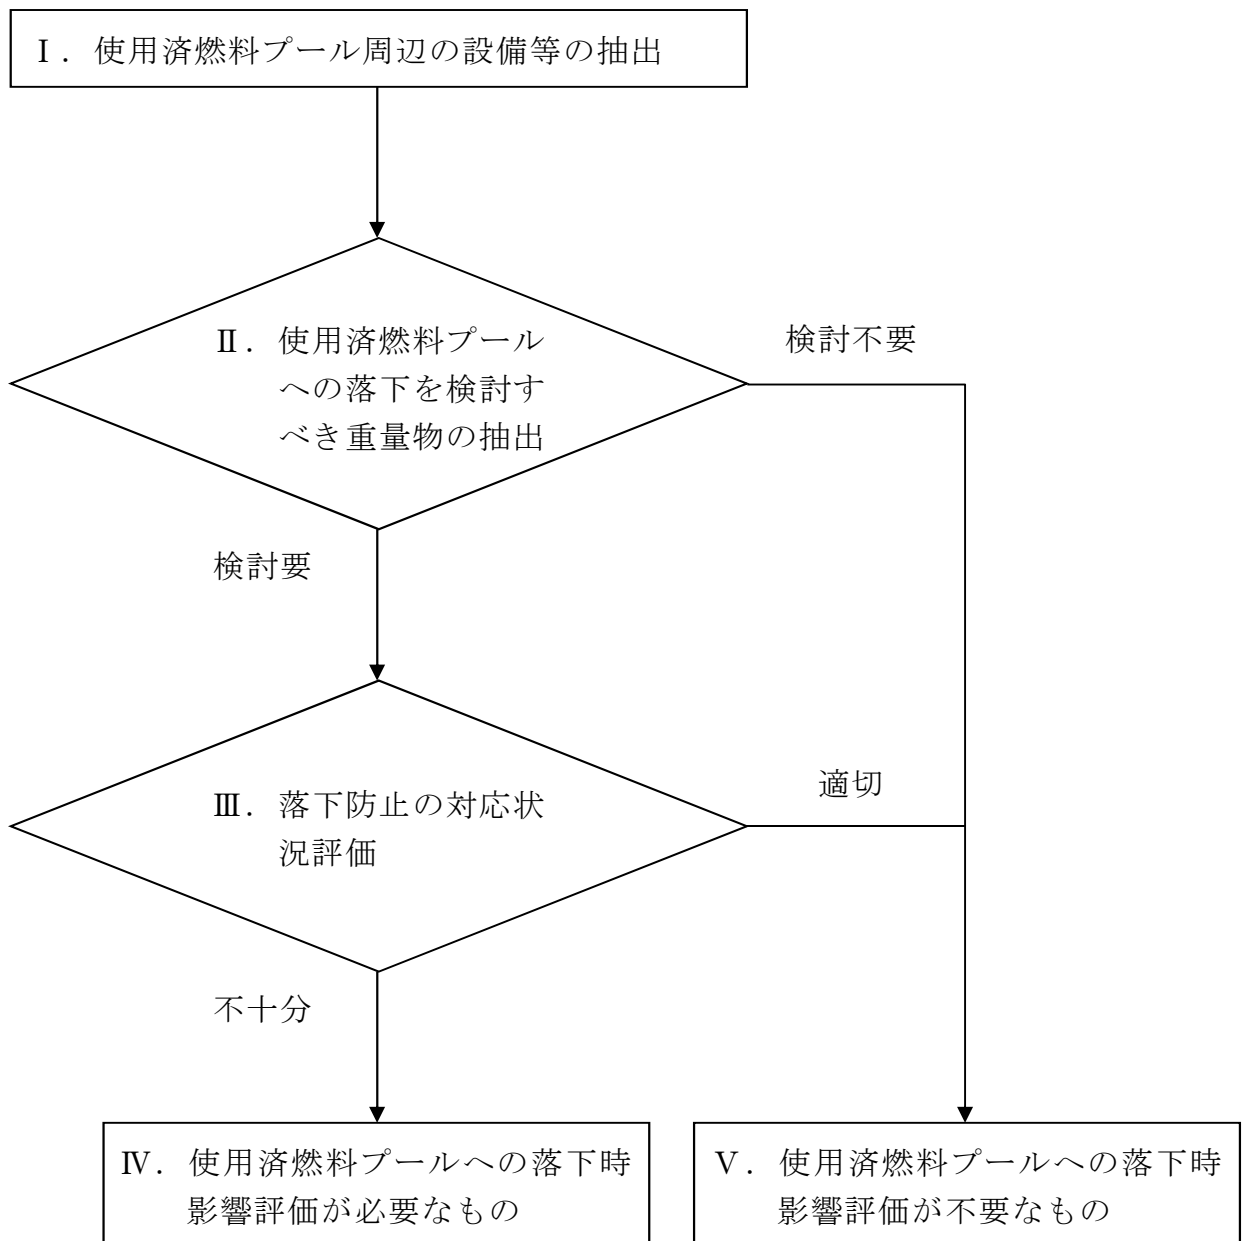 Ⅰ．使用済燃料プール周辺の設備等の抽出
Ⅱ．使用済燃料プール
への落下を検討す
べき重量物の抽出
検討不要
検討要
Ⅲ．落下防止の対応状
況評価
適切
不十分
Ⅳ．使用済燃料プールへの落下時
影響評価が必要なもの
Ⅴ．使用済燃料プールへの落下時
影響評価が不要なもの